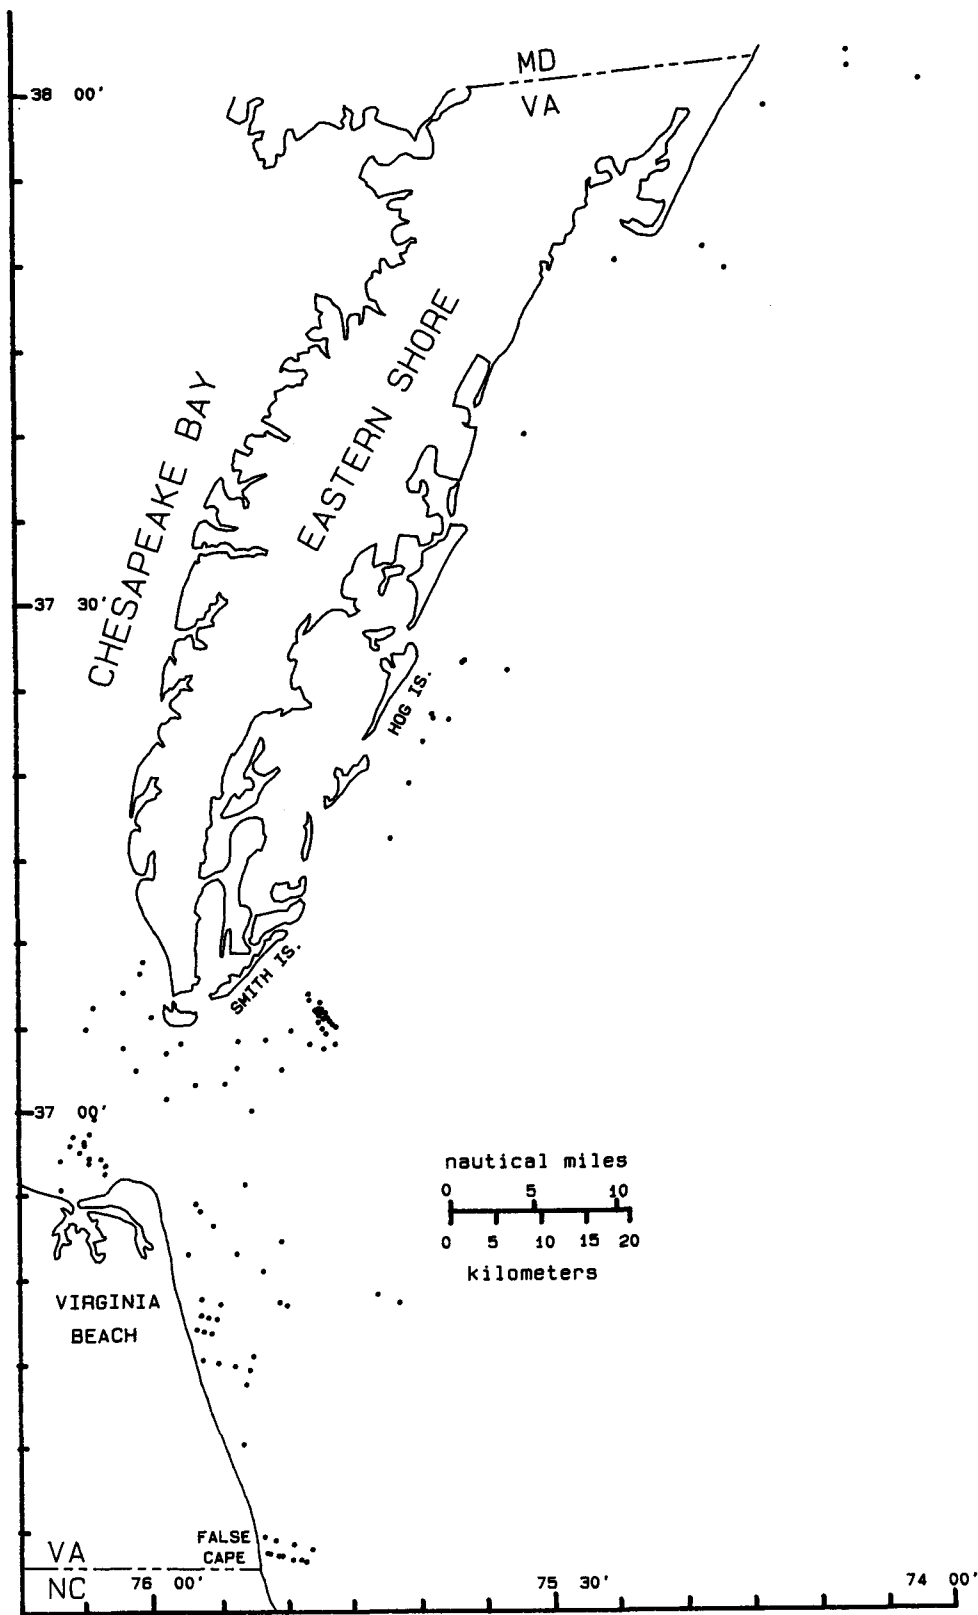 MD
VA
38 00'
CHESAPEAKE BAY
EASTERN SHORE
37 30'
HOG IS.
SMITH IS.
37 00'
nautical miles
0 5 10
0 5 10 15 20
kilometers
VIRGINIA
BEACH
FALSE
CAPE
VA
NC
76 00'
75 30'
74 00'